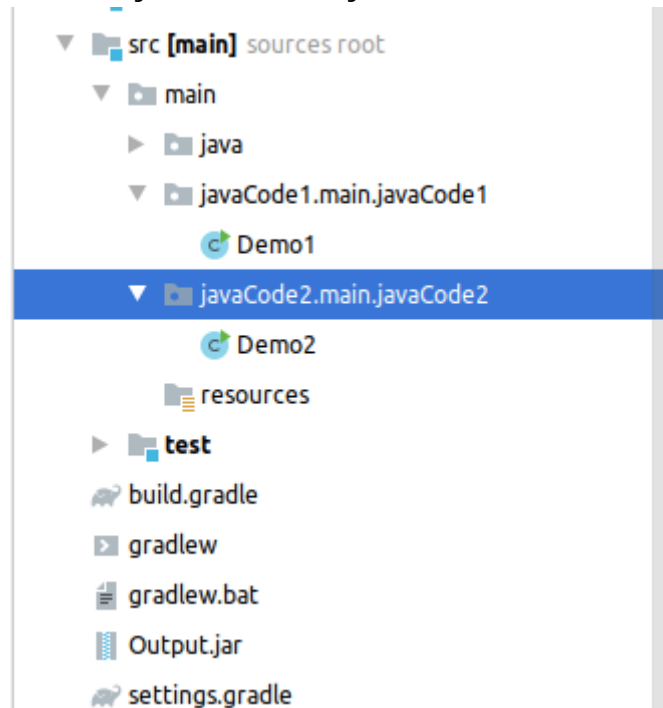 src [main] sources root
main
java
javaCode1.main.javaCode1
Demo1
javaCode2.main.javaCode2
Demo2
resources
test
build.gradle
gradlew
gradlew.bat
Output.jar
settings.gradle